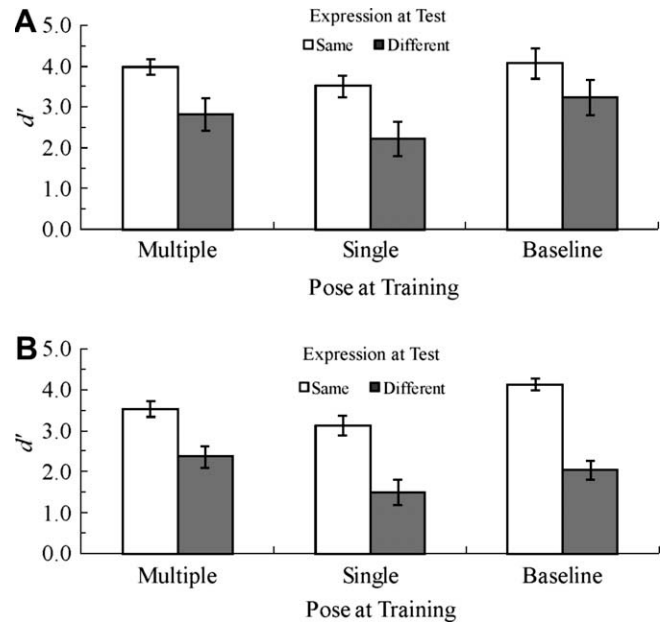 A
Expression at Test
Same Different
5.0
4.0
3.0
2.0
1.0
0.0
d'
Multiple Single Baseline
Pose at Training
B
Expression at Test
Same Different
5.0
4.0
3.0
2.0
1.0
0.0
d'
Multiple Single Baseline
Pose at Training